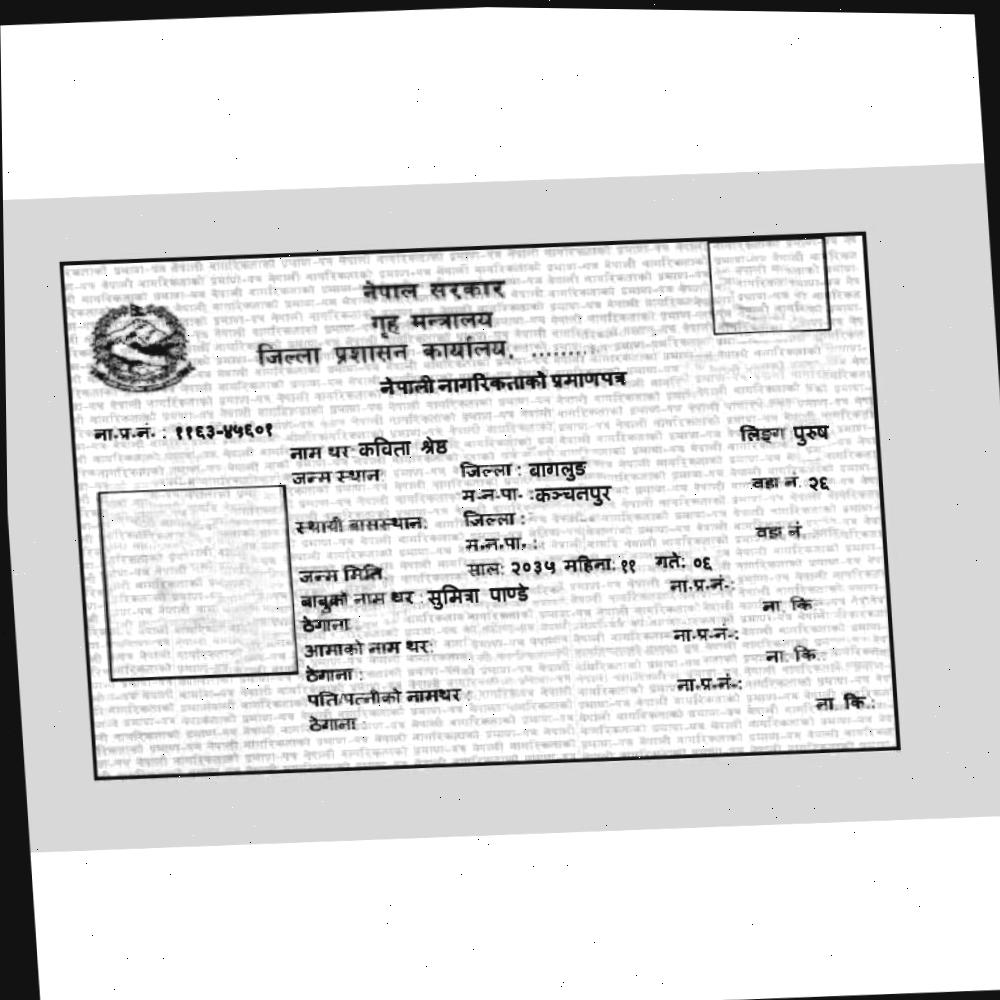 नेपाल सरकार
गृह मन्त्रालय
जिल्ला प्रशासन कार्यालय, .........
नेपाली नागरिकताको प्रमाणपत्र
ना.प्र.नं. : ११६३-४५६०१
लिङ्ग पुरुष
नाम थर कविता श्रेष्ठ
जन्म स्थान जिल्ला : बागलुङ
म.न.पा. :कञ्चनपुर वडा नं. २६
स्थायी बासस्थान: जिल्ला :
म.न.पा. : वडा नं
जन्म मिति साल: २०३५ महिना: ११ गते: ०६
बाबुको नाम थर : सुमित्रा पाण्डे ना.प्र.नं.:
ठेगाना ना. कि
आमाको नाम थर: ना.प्र.नं.:
ठेगाना : ना. कि.:
पति/पत्नीको नामथर : ना.प्र.नं.:
ठेगाना : ना. कि.: